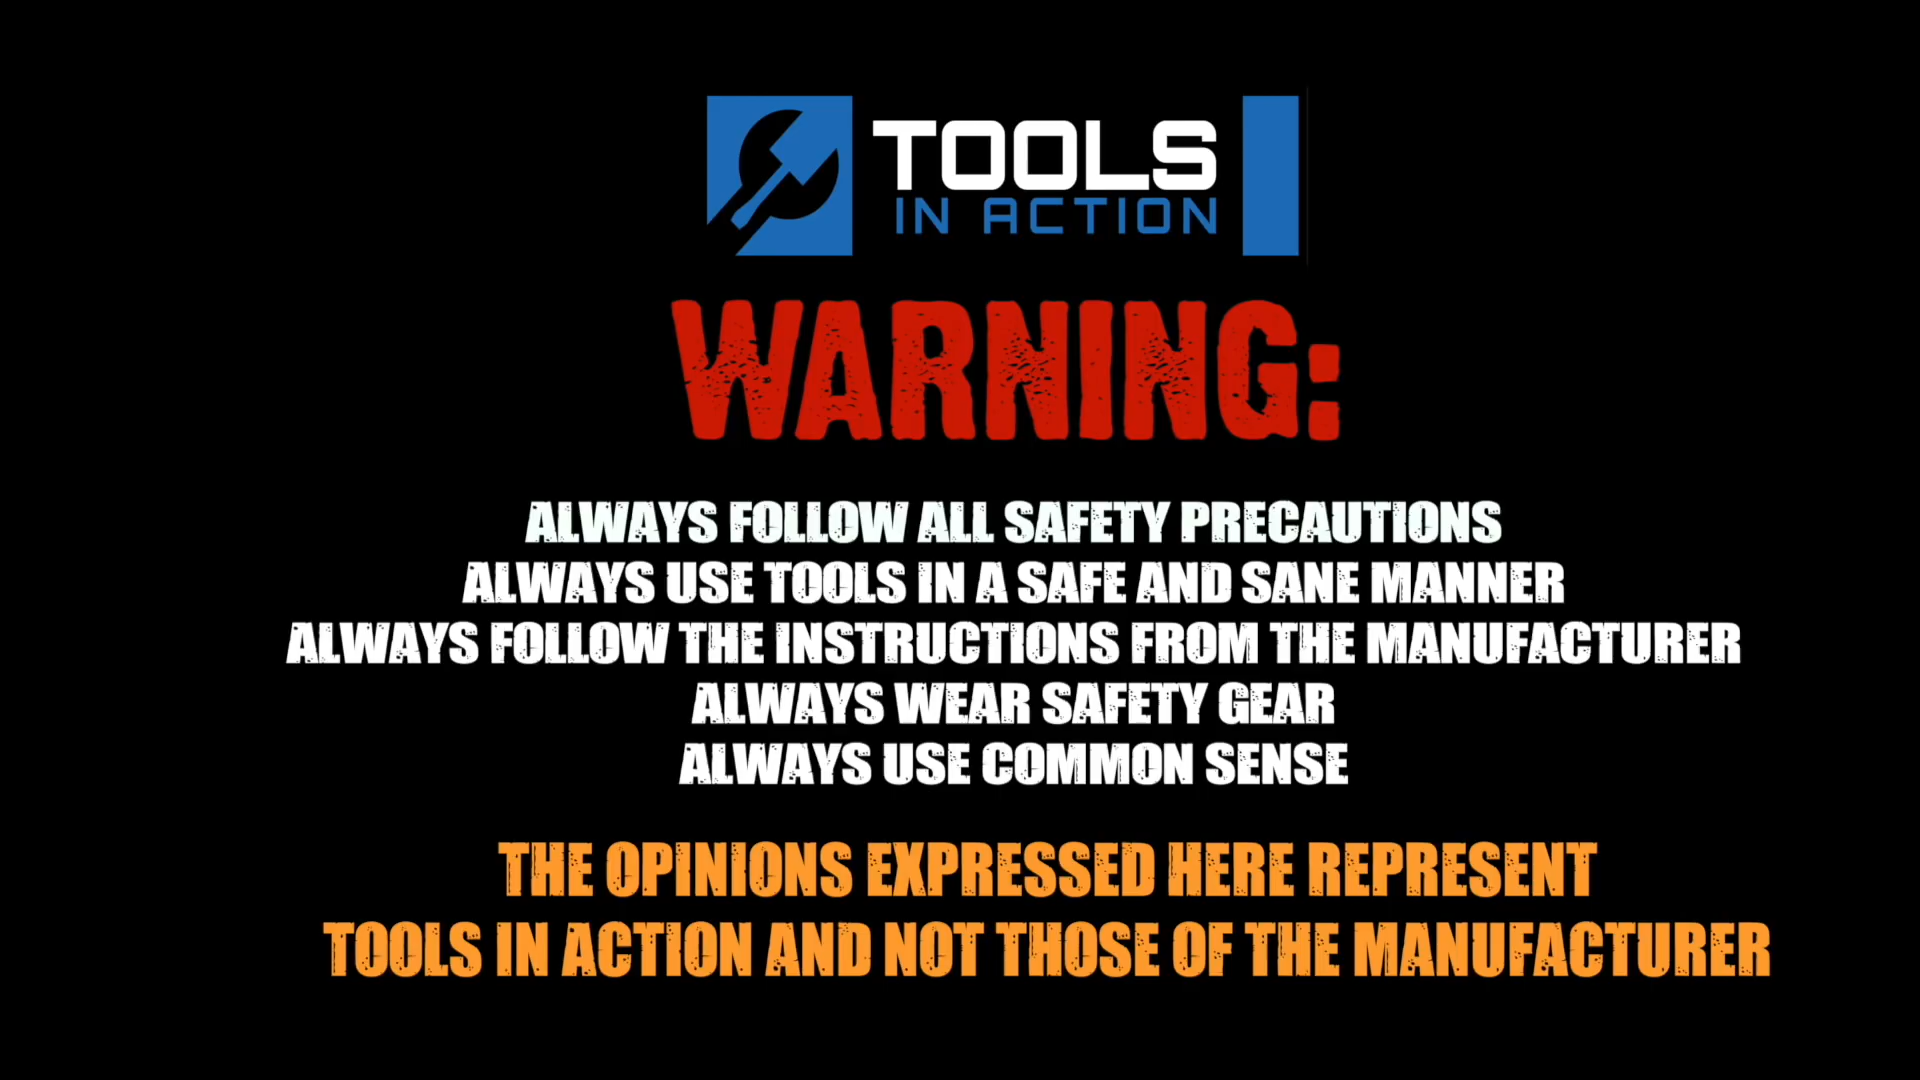 TOOLS
IN ACTION
WARNING:
ALWAYS FOLLOW ALL SAFETY PRECAUTIONS
ALWAYS USE TOOLS IN A SAFE AND SANE MANNER
ALWAYS FOLLOW THE INSTRUCTIONS FROM THE MANUFACTURER
ALWAYS WEAR SAFETY GEAR
ALWAYS USE COMMON SENSE
THE OPINIONS EXPRESSED HERE REPRESENT
TOOLS IN ACTION AND NOT THOSE OF THE MANUFACTURER